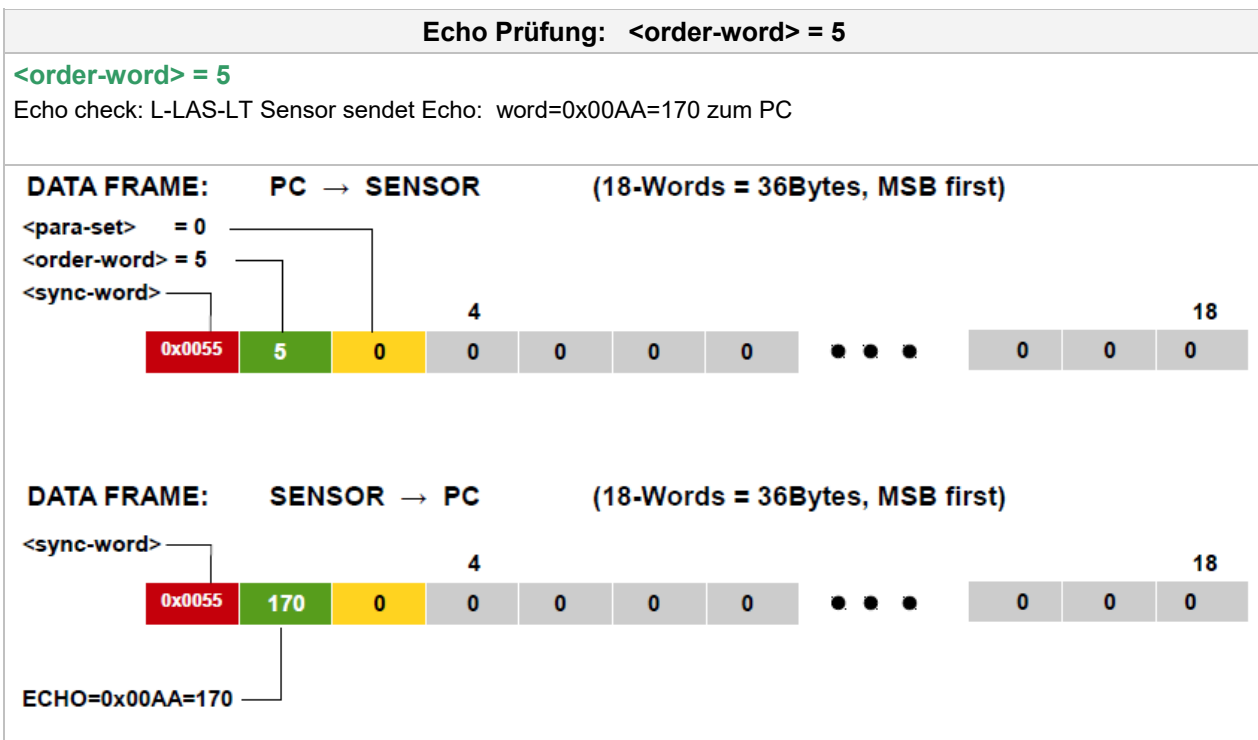 Echo Prüfung: <order-word> = 5
<order-word> = 5
Echo check: L-LAS-LT Sensor sendet Echo: word=0x00AA=170 zum PC
DATA FRAME: PC → SENSOR (18-Words = 36Bytes, MSB first)
<para-set> = 0
<order-word> = 5
<sync-word>
4 18
0x0055 5 0 0 0 0 0 ● ● ● 0 0 0
DATA FRAME: SENSOR → PC (18-Words = 36Bytes, MSB first)
<sync-word>
4 18
0x0055 170 0 0 0 0 0 ● ● ● 0 0 0
ECHO=0x00AA=170